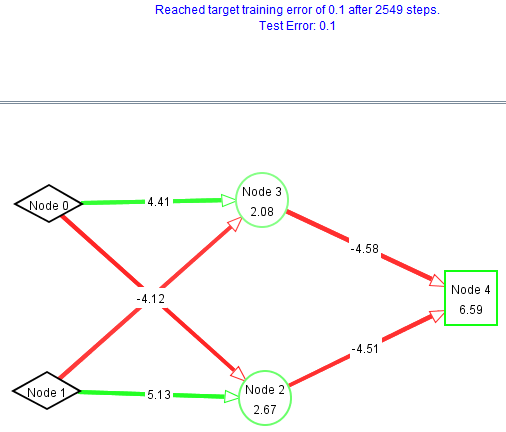 Reached target training error of 0.1 after 2549 steps.
Test Error: 0.1
Node 3
2.08
Node 0
4.41
-4.58
Node 4
6.59
-4.12
-4.51
Node 1
5.13
Node 2
2.67